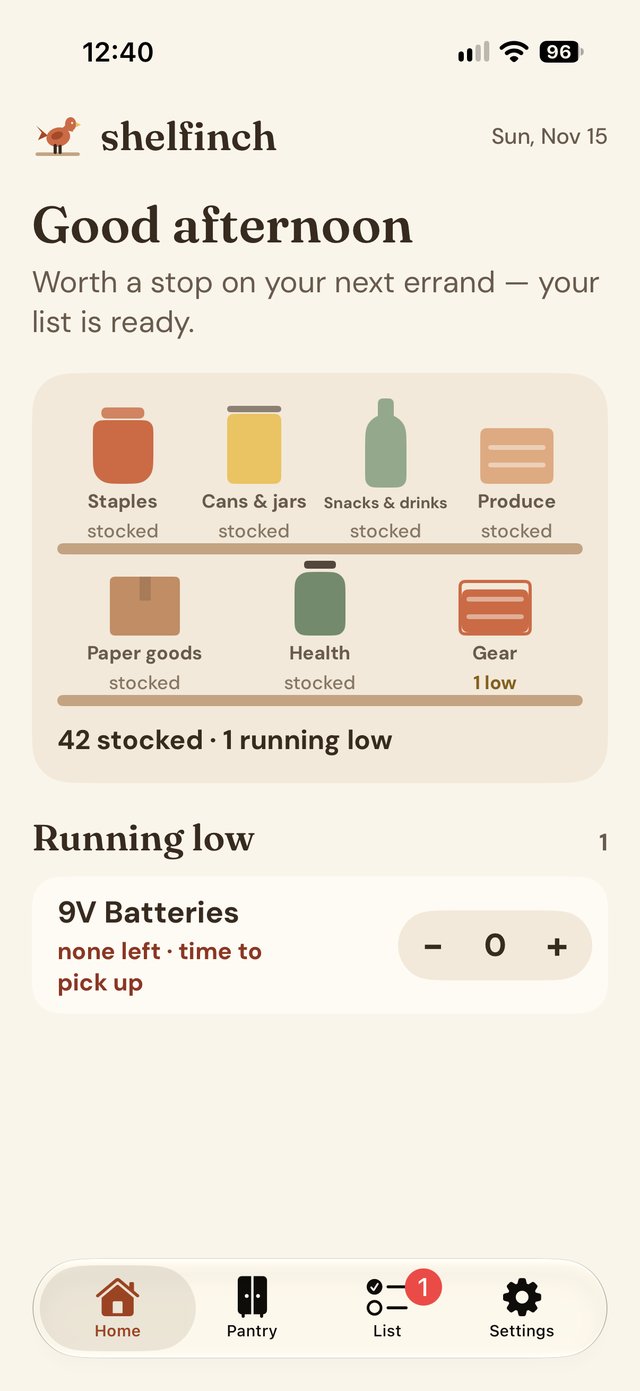 12:40
96
shelfinch
Sun, Nov 15
Good afternoon
Worth a stop on your next errand — your
list is ready.
Staples
Cans & jars
Snacks & drinks
Produce
stocked
stocked
stocked
stocked
Paper goods
Health
Gear
stocked
stocked
1 low
42 stocked · 1 running low
Running low
1
9V Batteries
none left · time to
pick up
− 0 +
1
Home
Pantry
List
Settings